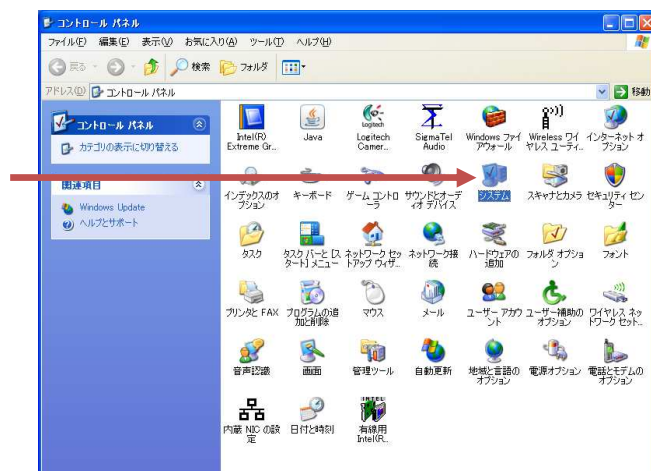 コントロール パネル
ファイル(F) 編集(E) 表示(V) お気に入り(A) ツール(T) ヘルプ(H)
戻る 検索 フォルダ
アドレス(D) コントロール パネル 移動
コントロール パネル
カテゴリの表示に切り替える
関連項目
Windows Update
ヘルプとサポート
Intel(R)
Extreme Gr...
Java
Logitech
Logitech
Camer...
SigmaTel
Audio
Windows ファイ
アウォール
Wireless ワイ
ヤレス ユーティ...
インターネット オ
プション
インデックスのオ
プション
キーボード
ゲーム コントロ
ーラ
サウンドとオーデ
ィオ デバイス
システム
スキャナとカメラ
セキュリティ セン
ター
タスク
タスク バーと [ス
タート] メニュー
ネットワーク セッ
トアップ ウィザ...
ネットワーク接
続
ハードウェアの
追加
フォルダ オプショ
ン
フォント
プリンタと FAX
プログラムの追
加と削除
マウス
メール
ユーザー アカウ
ント
ユーザー補助の
オプション
ワイヤレス ネッ
トワーク セット...
音声認識
画面
管理ツール
自動更新
地域と言語の
オプション
電源オプション
電話とモデムの
オプション
内蔵 NIC の設
定
日付と時刻
INTEL
有線用
Intel(R...